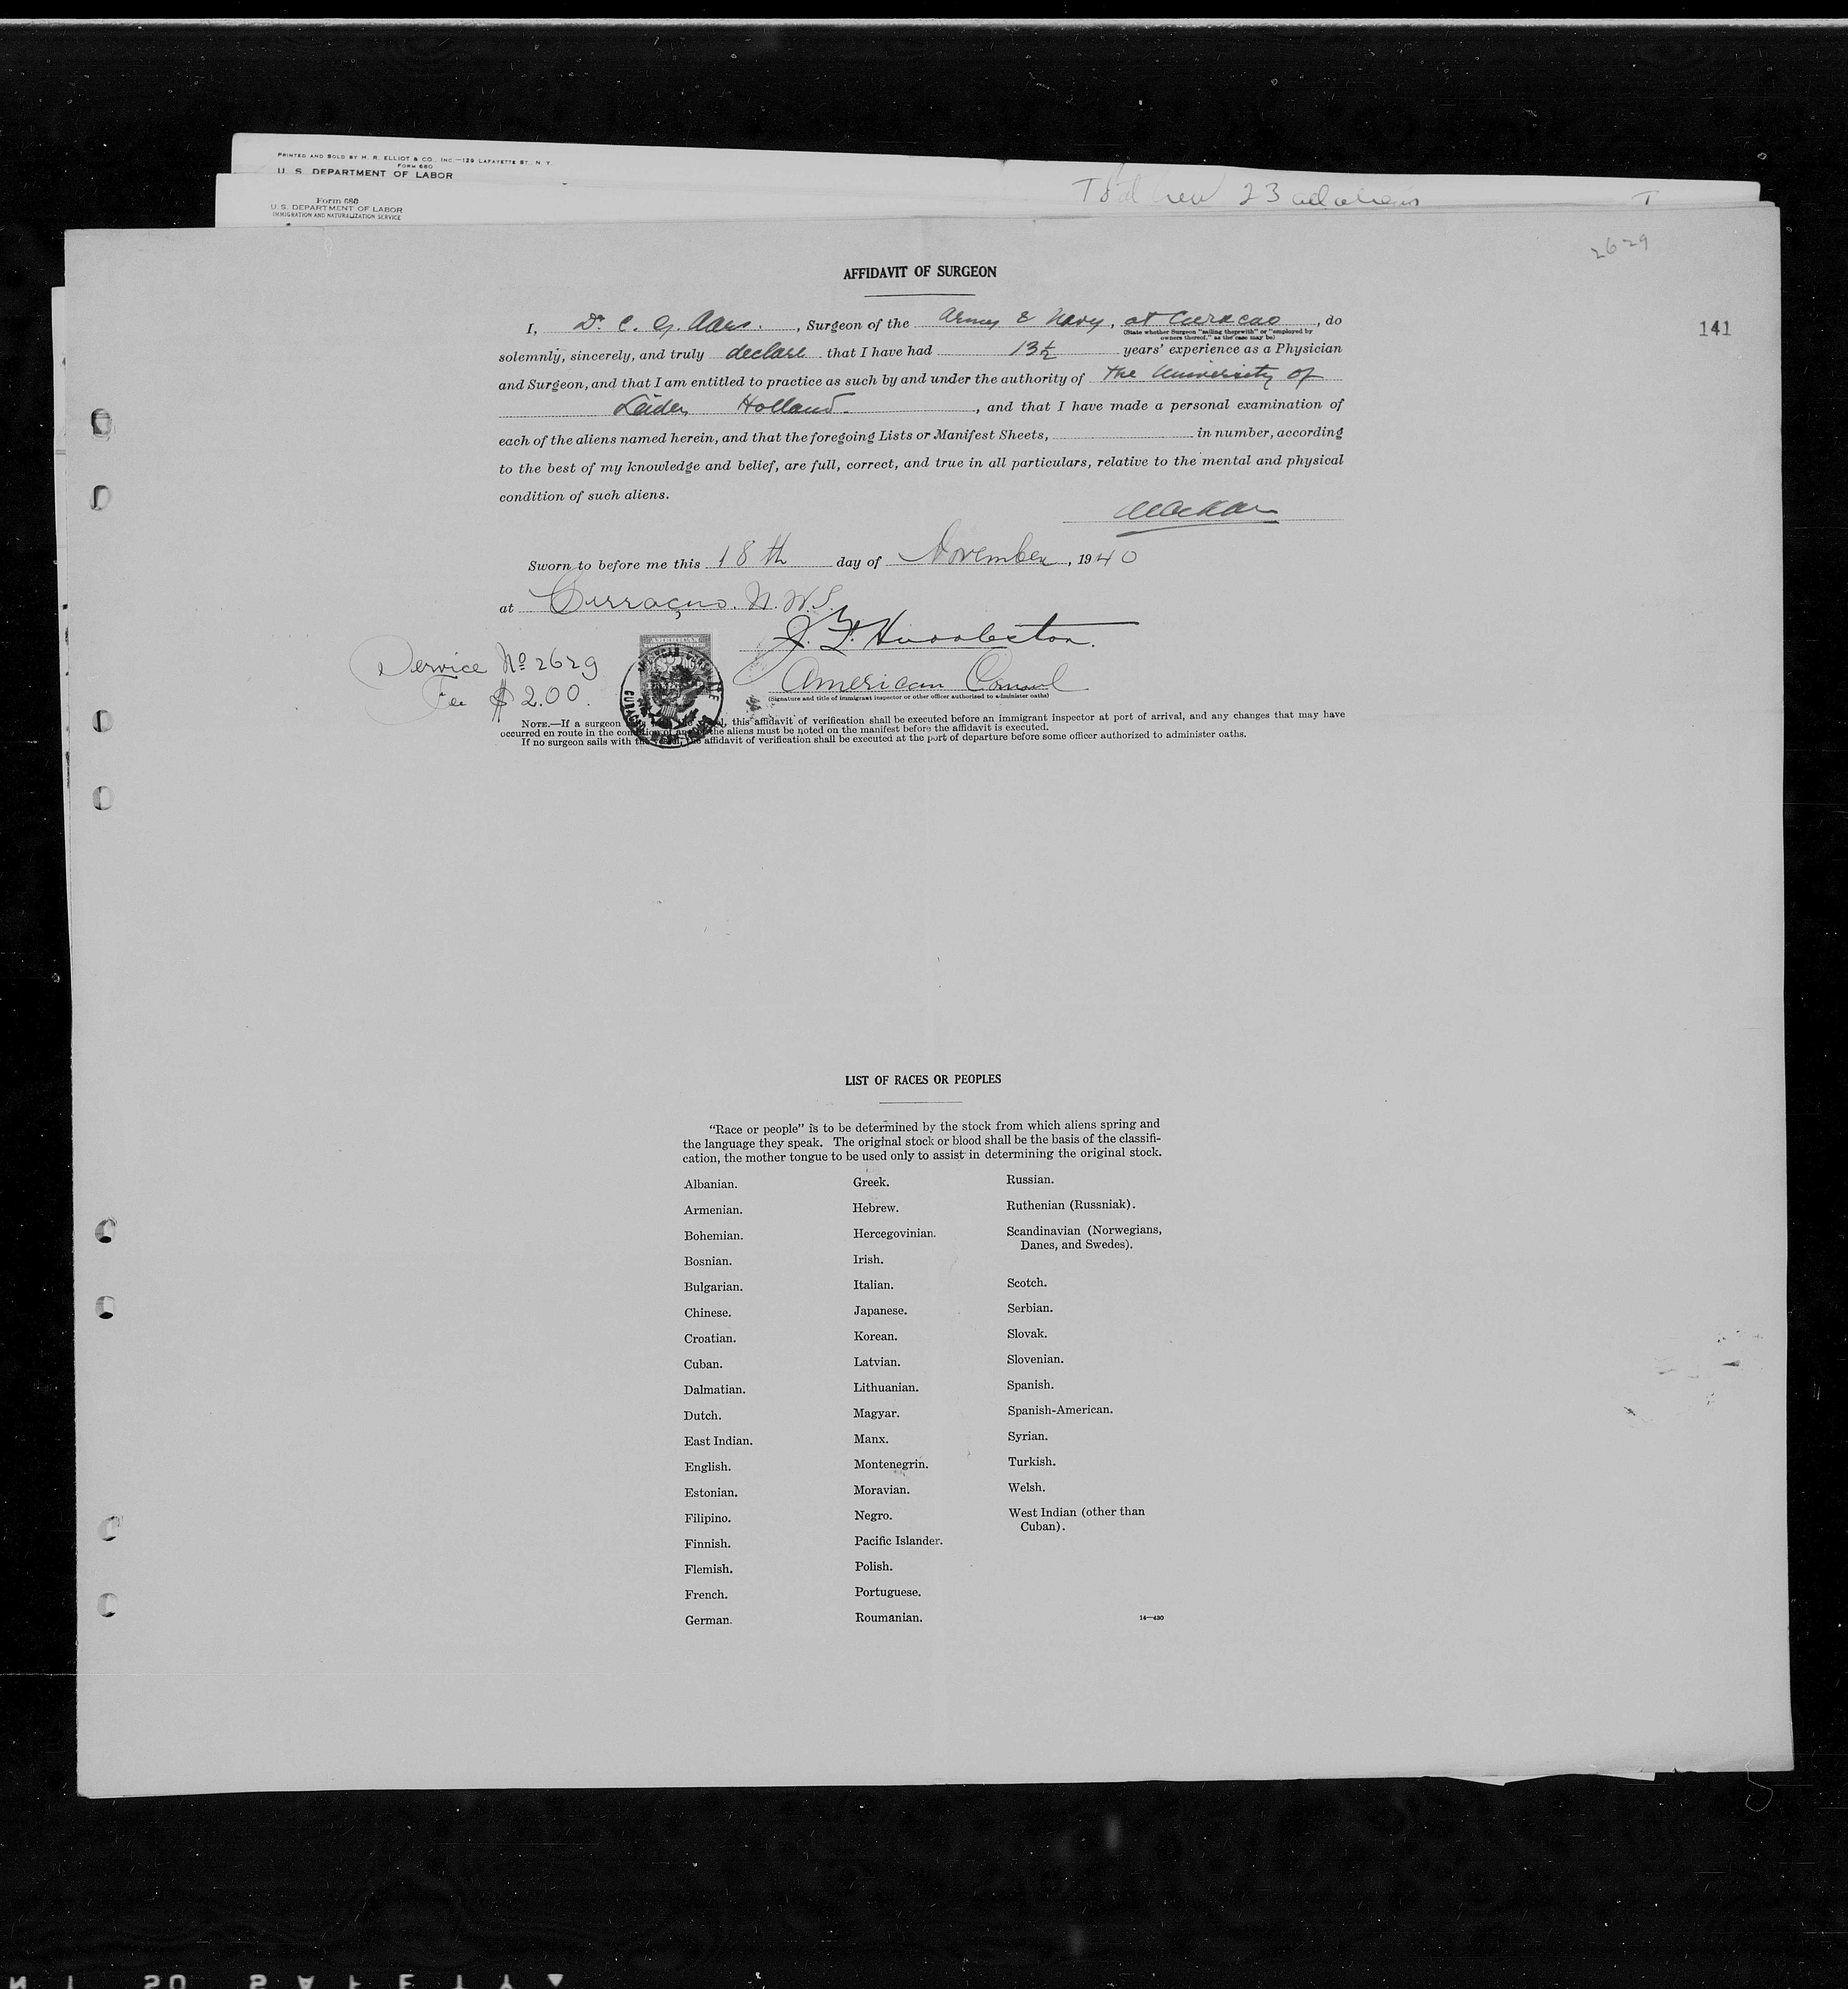 PRINTED AND SOLD BY H. R. ELLIOT & CO., INC.—129 LAFAYETTE ST. N. Y.
FORM 680
U. S. DEPARTMENT OF LABOR
23
Form 680
U. S. DEPARTMENT OF LABOR
IMMIGRATION AND NATURALIZATION SERVICE
2629
AFFIDAVIT OF SURGEON
141
I, Dr. C. G. , Surgeon of the Army & Navy, at Curacao, do
(State whether Surgeon "sailing therewith" or "employed by
owners thereof," as the case may be)
solemnly, sincerely, and truly declare that I have had 13½ years' experience as a Physician
and Surgeon, and that I am entitled to practice as such by and under the authority of the University of
Leiden Holland. , and that I have made a personal examination of
each of the aliens named herein, and that the foregoing Lists or Manifest Sheets, in number, according
to the best of my knowledge and belief, are full, correct, and true in all particulars, relative to the mental and physical
condition of such aliens.
Sworn to before me this 18th day of November, 1940
at Curraçao. N. W. I.
J. F. Huddleston.
Service No 2629
American Consul
Fee $2.00.
(Signature and title of immigrant inspector or other officer authorized to administer oaths)
NOTE.—If a surgeon , this affidavit of verification shall be executed before an immigrant inspector at port of arrival, and any changes that may have
occurred en route in the condition of any of the aliens must be noted on the manifest before the affidavit is executed.
If no surgeon sails with the vessel, the affidavit of verification shall be executed at the port of departure before some officer authorized to administer oaths.
LIST OF RACES OR PEOPLES
"Race or people" is to be determined by the stock from which aliens spring and
the language they speak. The original stock or blood shall be the basis of the classifi-
cation, the mother tongue to be used only to assist in determining the original stock.
Albanian.
Armenian.
Bohemian.
Bosnian.
Bulgarian.
Chinese.
Croatian.
Cuban.
Dalmatian.
Dutch.
East Indian.
English.
Estonian.
Filipino.
Finnish.
Flemish.
French.
German.
Greek.
Hebrew.
Hercegovinian.
Irish.
Italian.
Japanese.
Korean.
Latvian.
Lithuanian.
Magyar.
Manx.
Montenegrin.
Moravian.
Negro.
Pacific Islander.
Polish.
Portuguese.
Roumanian.
Russian.
Ruthenian (Russniak).
Scandinavian (Norwegians,
Danes, and Swedes).
Scotch.
Serbian.
Slovak.
Slovenian.
Spanish.
Spanish-American.
Syrian.
Turkish.
Welsh.
West Indian (other than
Cuban).
14—430